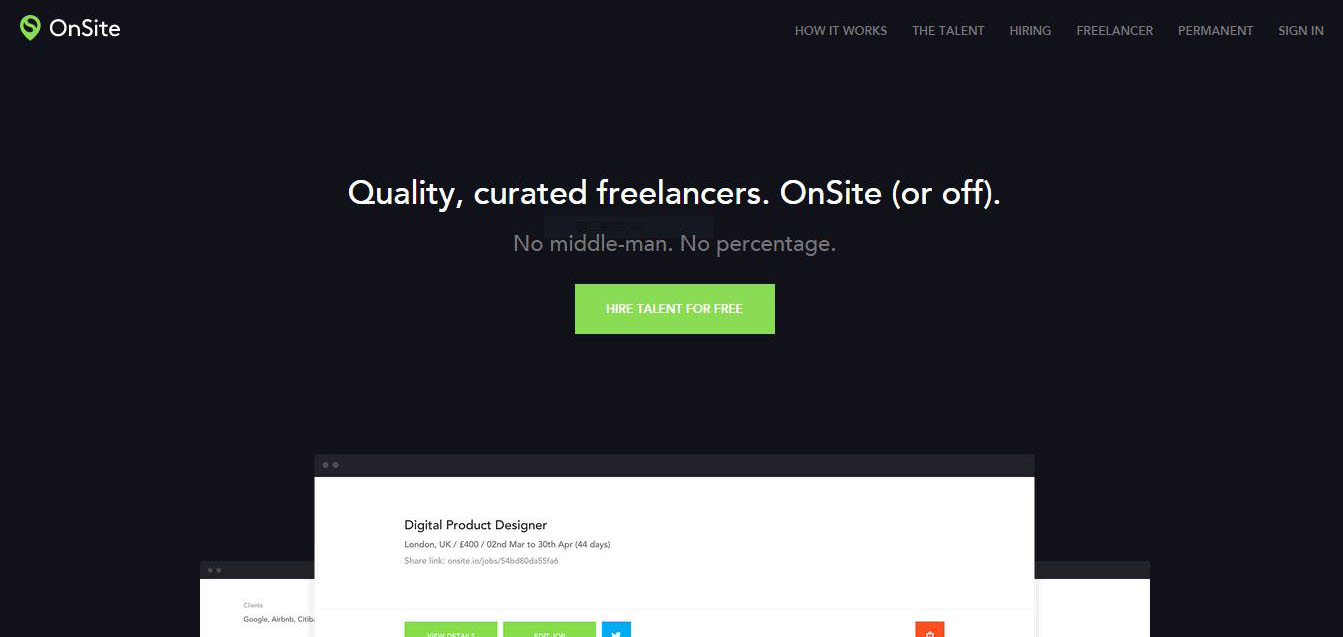 OnSite
HOW IT WORKS THE TALENT HIRING FREELANCER PERMANENT SIGN IN
Quality, curated freelancers. OnSite (or off).
No middle-man. No percentage.
HIRE TALENT FOR FREE
Digital Product Designer
London, UK / £400 / 02nd Mar to 30th Apr (44 days)
Share link: onsite.io/jobs/54bd80da55fa6
Clients
Google, Airbnb, Citiba
VIEW DETAILS EDIT JOB